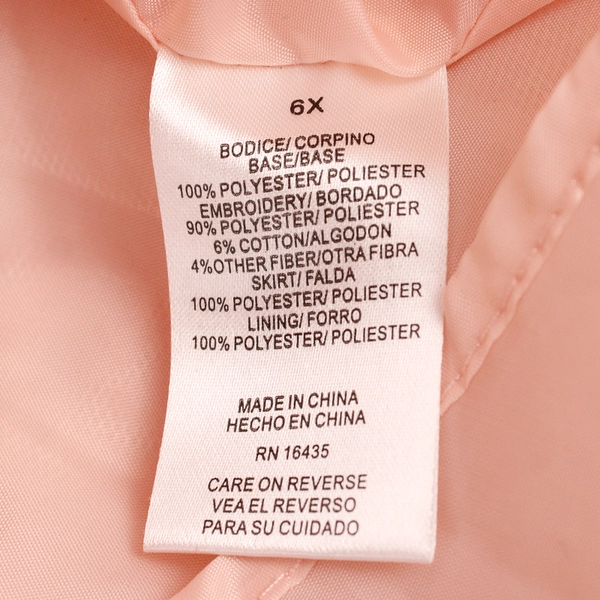 6X
BODICE/ CORPINO
BASE/BASE
100% POLYESTER/ POLIESTER
EMBROIDERY/ BORDADO
90% POLYESTER/ POLIESTER
6% COTTON/ALGODON
4%OTHER FIBER/OTRA FIBRA
SKIRT/ FALDA
100% POLYESTER/ POLIESTER
LINING/ FORRO
100% POLYESTER/ POLIESTER
MADE IN CHINA
HECHO EN CHINA
RN 16435
CARE ON REVERSE
VEA EL REVERSO
PARA SU CUIDADO